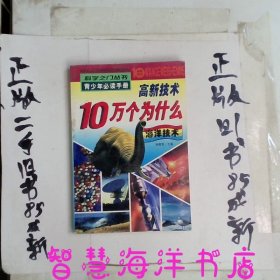 科学之门丛书
青少年必读手册
高新技术
10万个为什么
海洋技术
正版二手旧书85成新
正版旧书85成新
智慧海洋书店